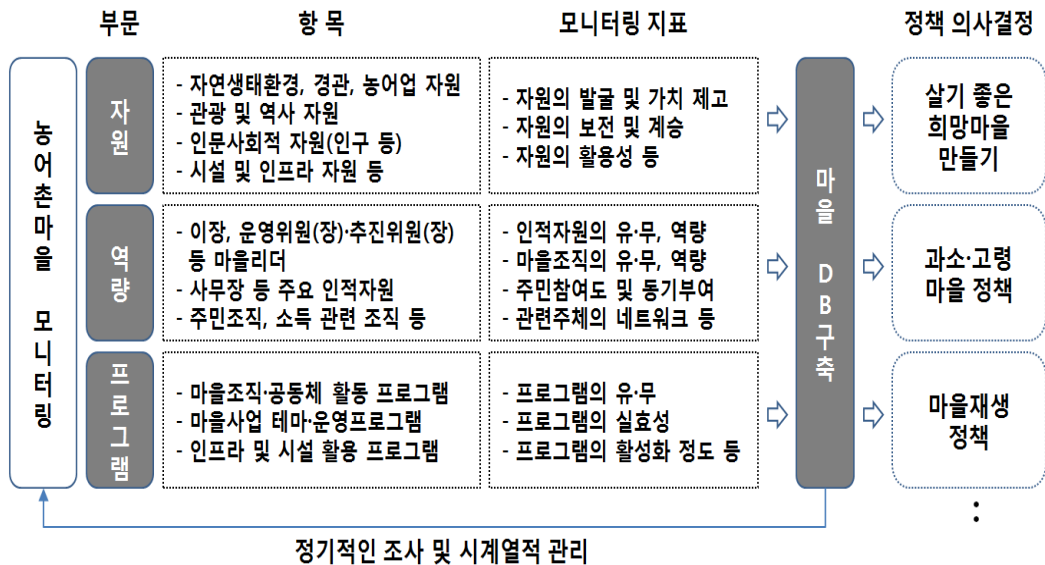 부문
항 목
모니터링 지표
정책 의사결정
농어촌마을 모니터링
자원
- 자연생태환경, 경관, 농어업 자원
- 관광 및 역사 자원
- 인문사회적 자원(인구 등)
- 시설 및 인프라 자원 등
- 자원의 발굴 및 가치 제고
- 자원의 보전 및 계승
- 자원의 활용성 등
역량
- 이장, 운영위원(장)·추진위원(장)
등 마을리더
- 사무장 등 주요 인적자원
- 주민조직, 소득 관련 조직 등
- 인적자원의 유·무, 역량
- 마을조직의 유·무, 역량
- 주민참여도 및 동기부여
- 관련주체의 네트워크 등
프로그램
- 마을조직·공동체 활동 프로그램
- 마을사업 테마·운영프로그램
- 인프라 및 시설 활용 프로그램
- 프로그램의 유·무
- 프로그램의 실효성
- 프로그램의 활성화 정도 등
마을 DB구축
살기 좋은
희망마을
만들기
과소·고령
마을 정책
마을재생
정책
:
정기적인 조사 및 시계열적 관리